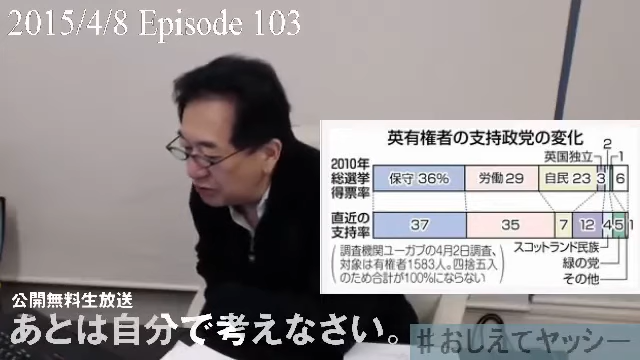 2015/4/8 Episode 103
英有権者の支持政党の変化
2010年
総選挙
得票率
保守 36%
労働 29
自民 23
英国独立
3
2
1
6
直近の
支持率
37
35
7
12
4
5
1
スコットランド民族
緑の党
その他
(調査機関ユーガブの4月2日調査、
対象は有権者1583人。四捨五入
のため合計が100%にならない)
公開無料生放送
あとは自分で考えなさい。
#おしえてヤッシー